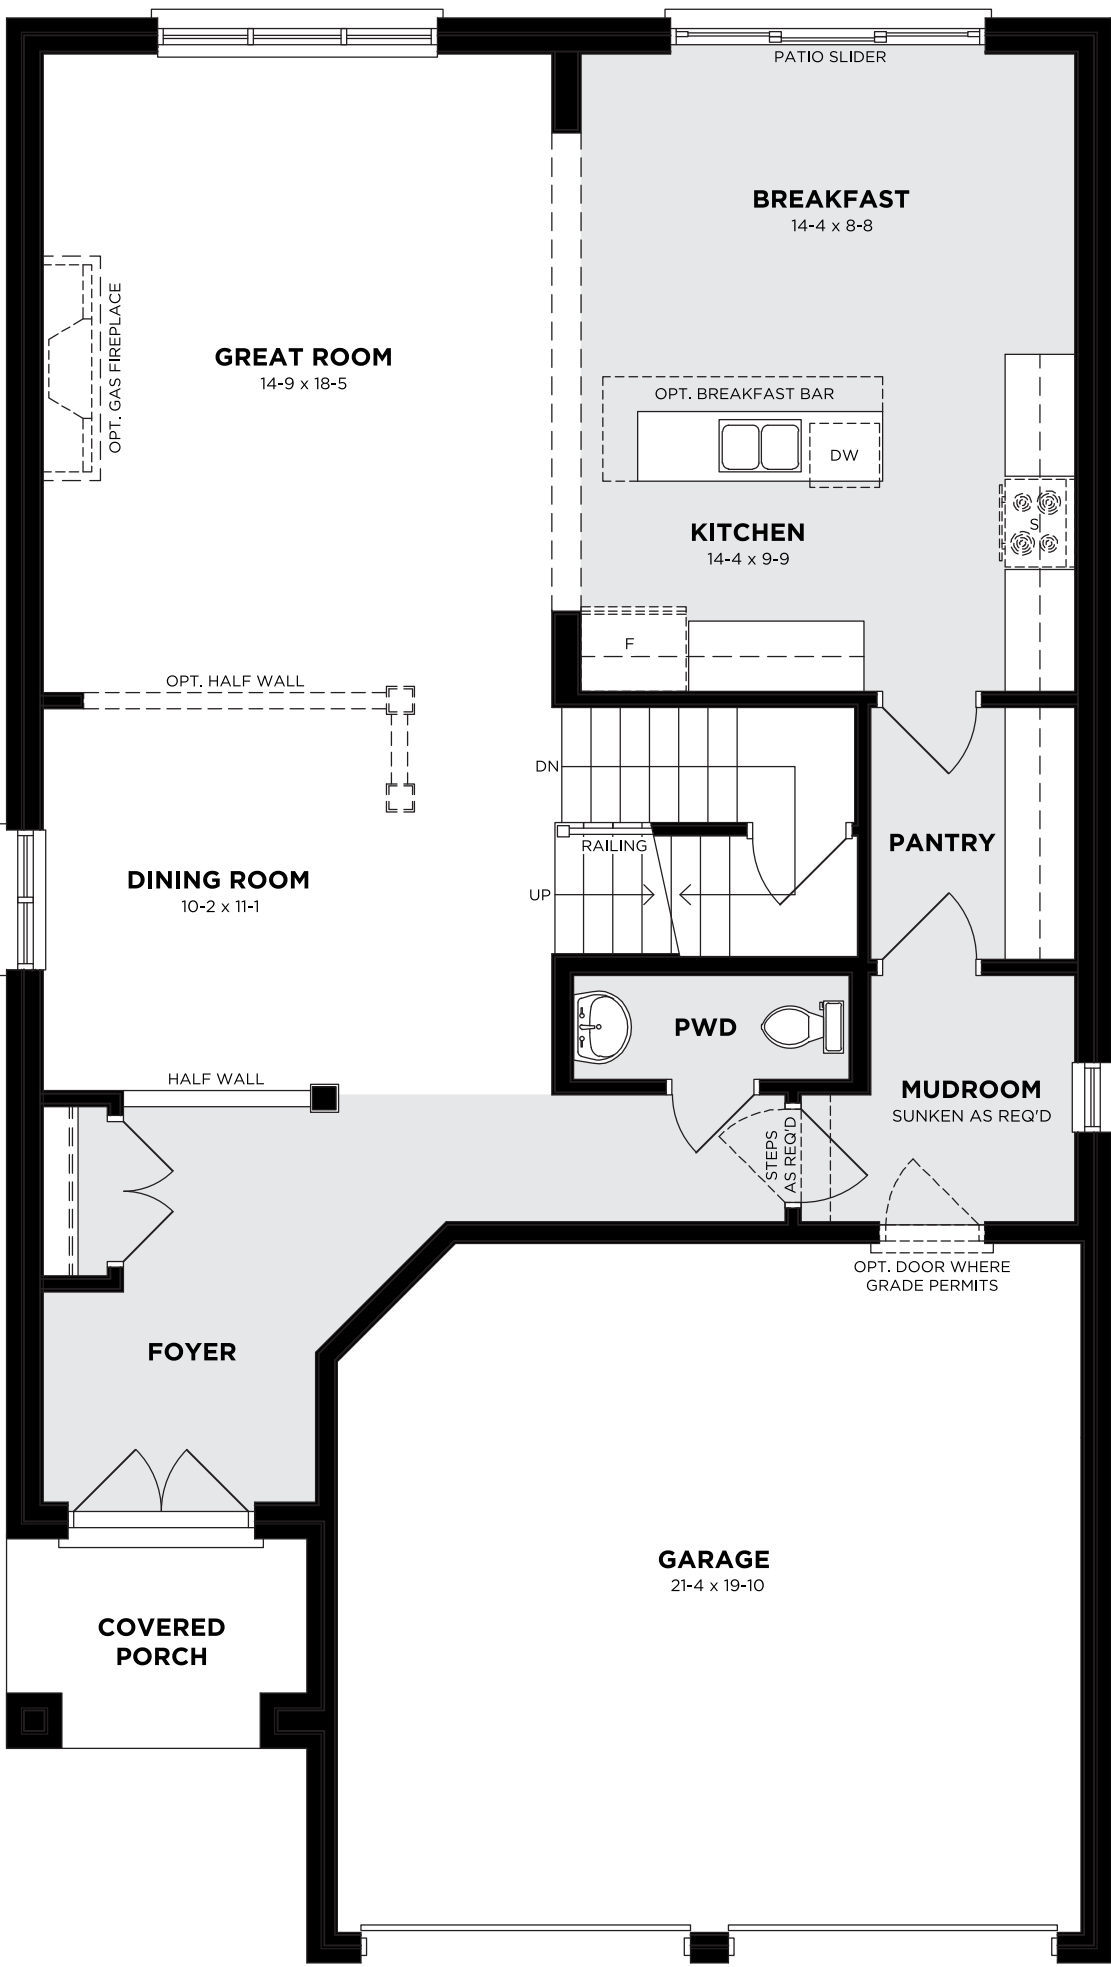 PATIO SLIDER
BREAKFAST
14-4 x 8-8
OPT. GAS FIREPLACE
GREAT ROOM
14-9 x 18-5
OPT. BREAKFAST BAR
DW
S
KITCHEN
14-4 x 9-9
F
OPT. HALF WALL
DN
RAILING
UP
PANTRY
DINING ROOM
10-2 x 11-1
PWD
HALF WALL
MUDROOM
SUNKEN AS REQ'D
STEPS
AS REQ'D
OPT. DOOR WHERE
GRADE PERMITS
FOYER
GARAGE
21-4 x 19-10
COVERED
PORCH